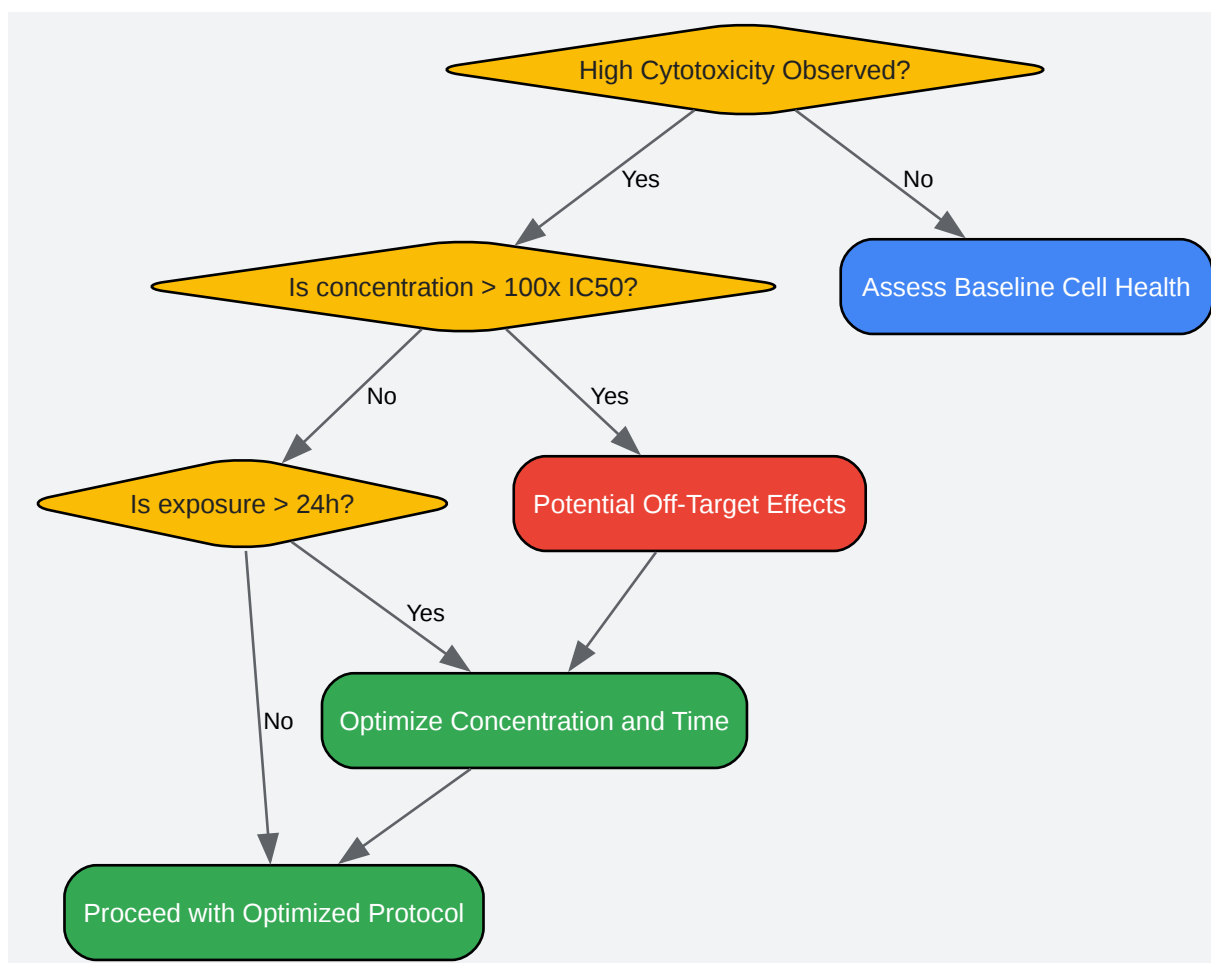 High Cytotoxicity Observed?
Yes
No
Is concentration > 100x IC50?
Assess Baseline Cell Health
No
Yes
Is exposure > 24h?
Potential Off-Target Effects
Yes
No
Optimize Concentration and Time
Proceed with Optimized Protocol